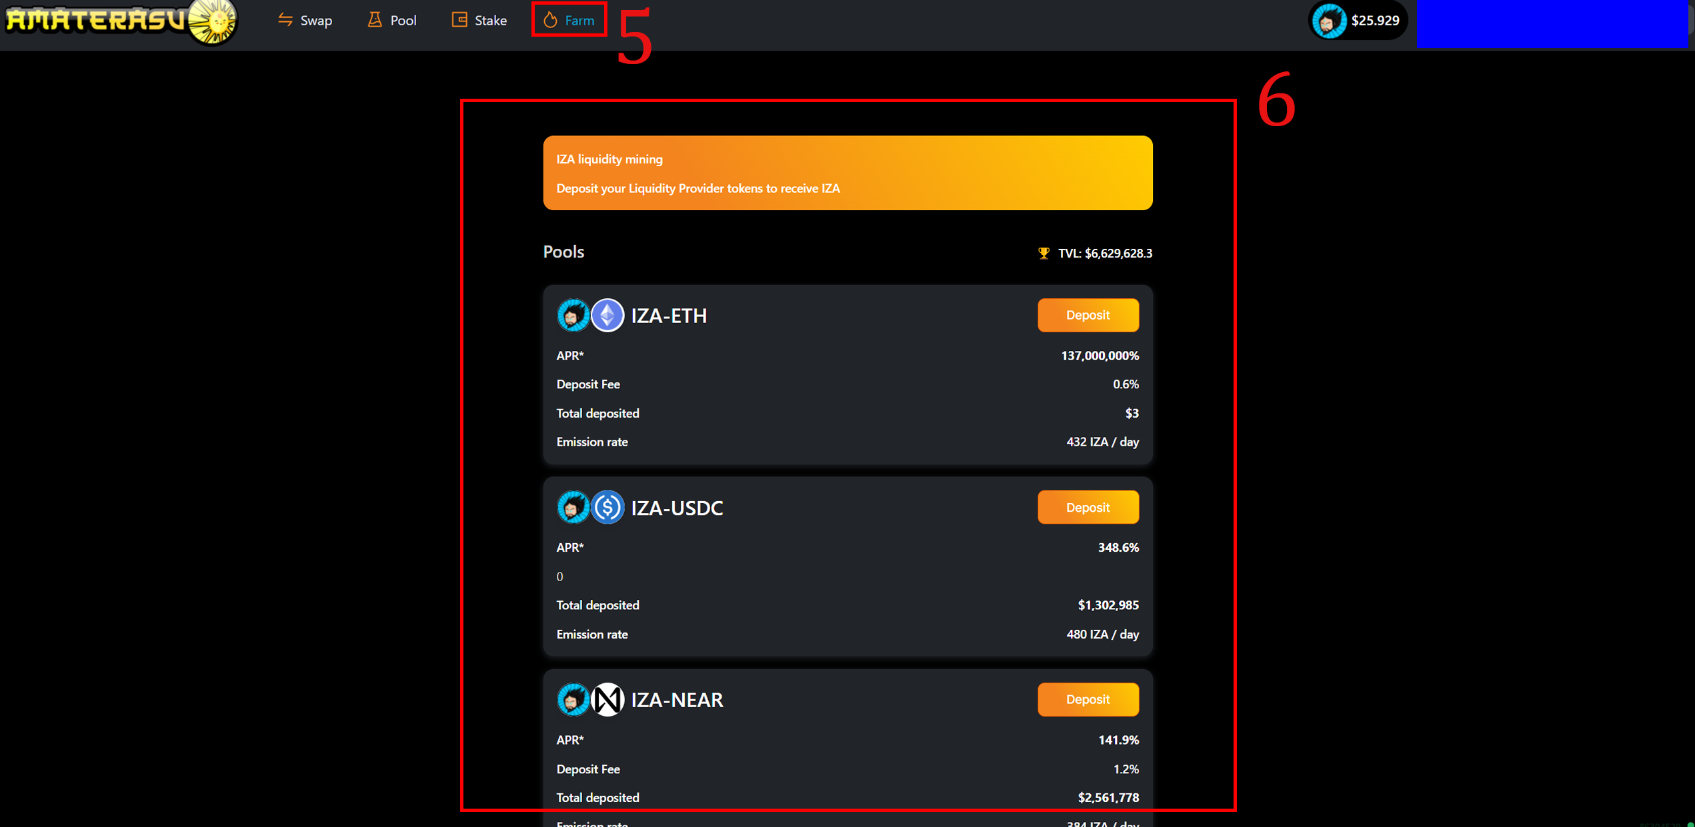 AMATERASU Swap Pool Stake Farm $25.929
5
6
IZA liquidity mining
Deposit your Liquidity Provider tokens to receive IZA
Pools TVL: $6,629,628.3
IZA-ETH Deposit
APR* 137,000,000%
Deposit Fee 0.6%
Total deposited $3
Emission rate 432 IZA / day
IZA-USDC Deposit
APR* 348.6%
0
Total deposited $1,302,985
Emission rate 480 IZA / day
IZA-NEAR Deposit
APR* 141.9%
Deposit Fee 1.2%
Total deposited $2,561,778
Emission rate 384 IZA / day